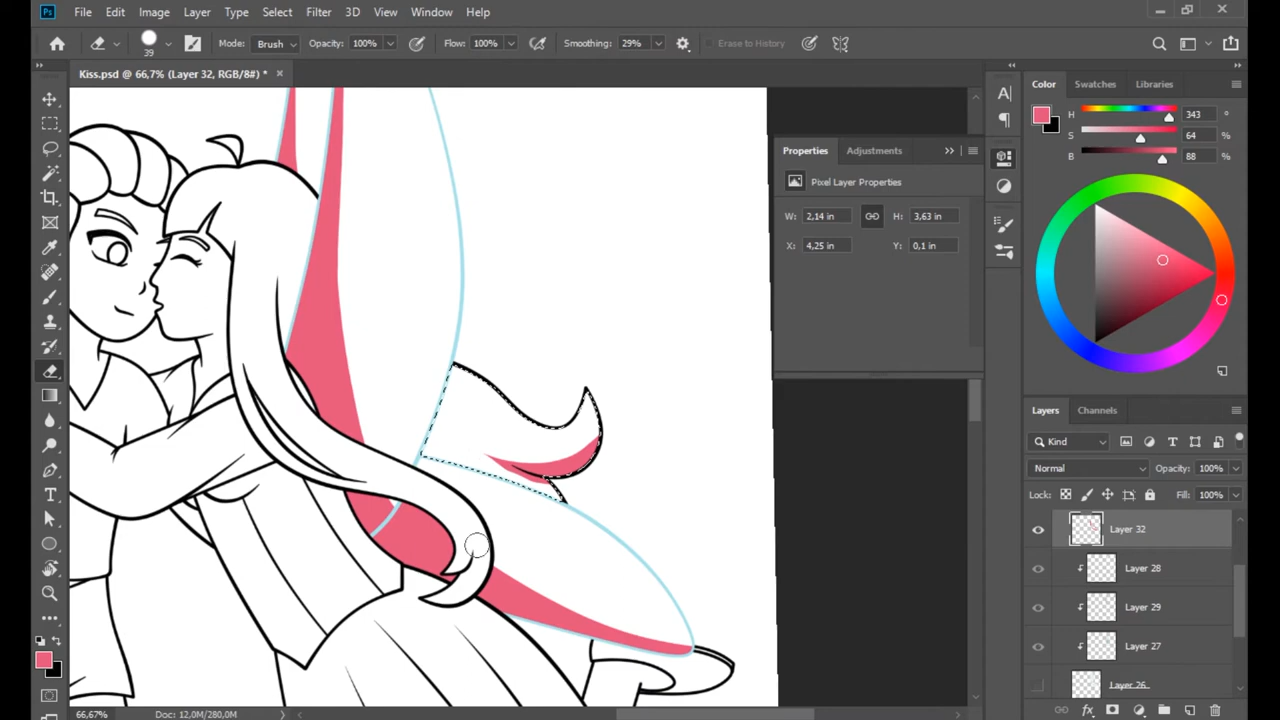 Ps File Edit Image Layer Type Select Filter 3D View Window Help
39 Mode: Brush Opacity: 100% Flow: 100% Smoothing: 29% Erase to History
Kiss.psd @ 66,7% (Layer 32, RGB/8#) * ×
Color Swatches Libraries
H 343 °
S 64 %
B 88 %
Properties Adjustments
Pixel Layer Properties
W: 2,14 in H: 3,63 in
X: 4,25 in Y: 0,1 in
Layers Channels
Kind
Normal Opacity: 100%
Lock: Fill: 100%
Layer 32
Layer 28
Layer 29
Layer 27
Layer 26
66,67% Doc: 12,0M/280,0M